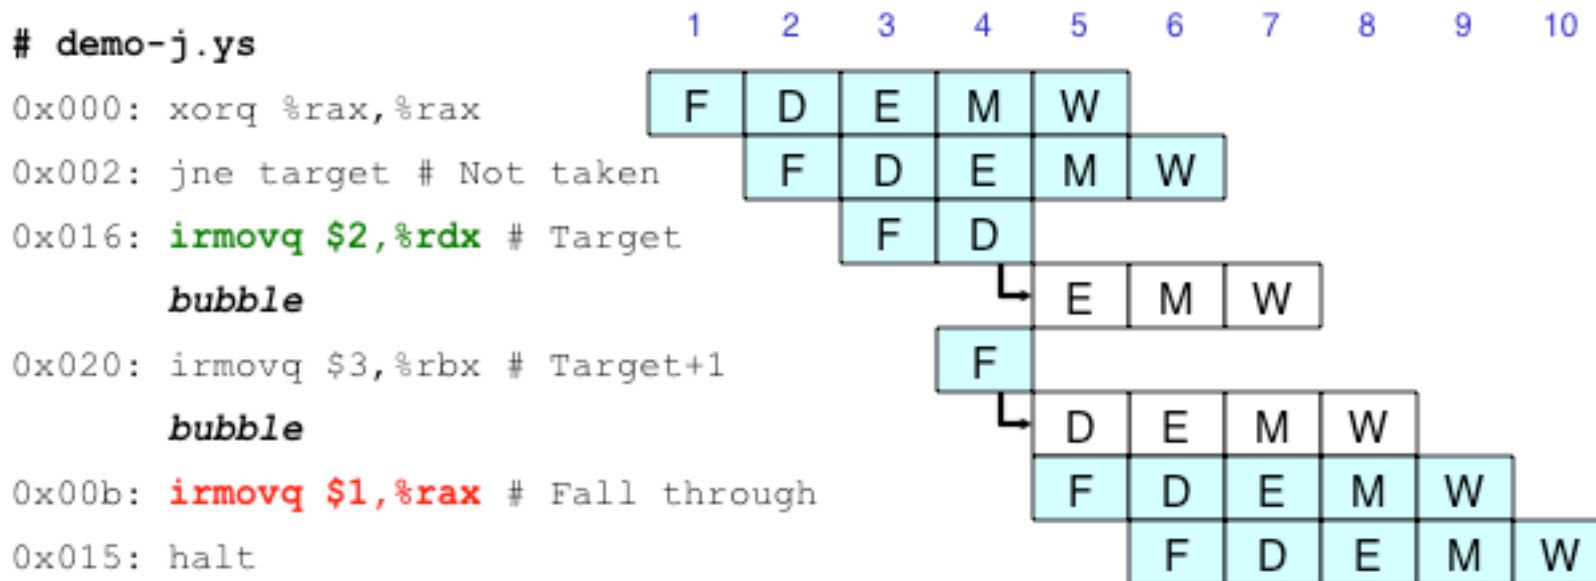 1 2 3 4 5 6 7 8 9 10
# demo-j.ys
0x000: xorq %rax,%rax F D E M W
0x002: jne target # Not taken F D E M W
0x016: irmovq $2,%rdx # Target F D
bubble E M W
0x020: irmovq $3,%rbx # Target+1 F
bubble D E M W
0x00b: irmovq $1,%rax # Fall through F D E M W
0x015: halt F D E M W